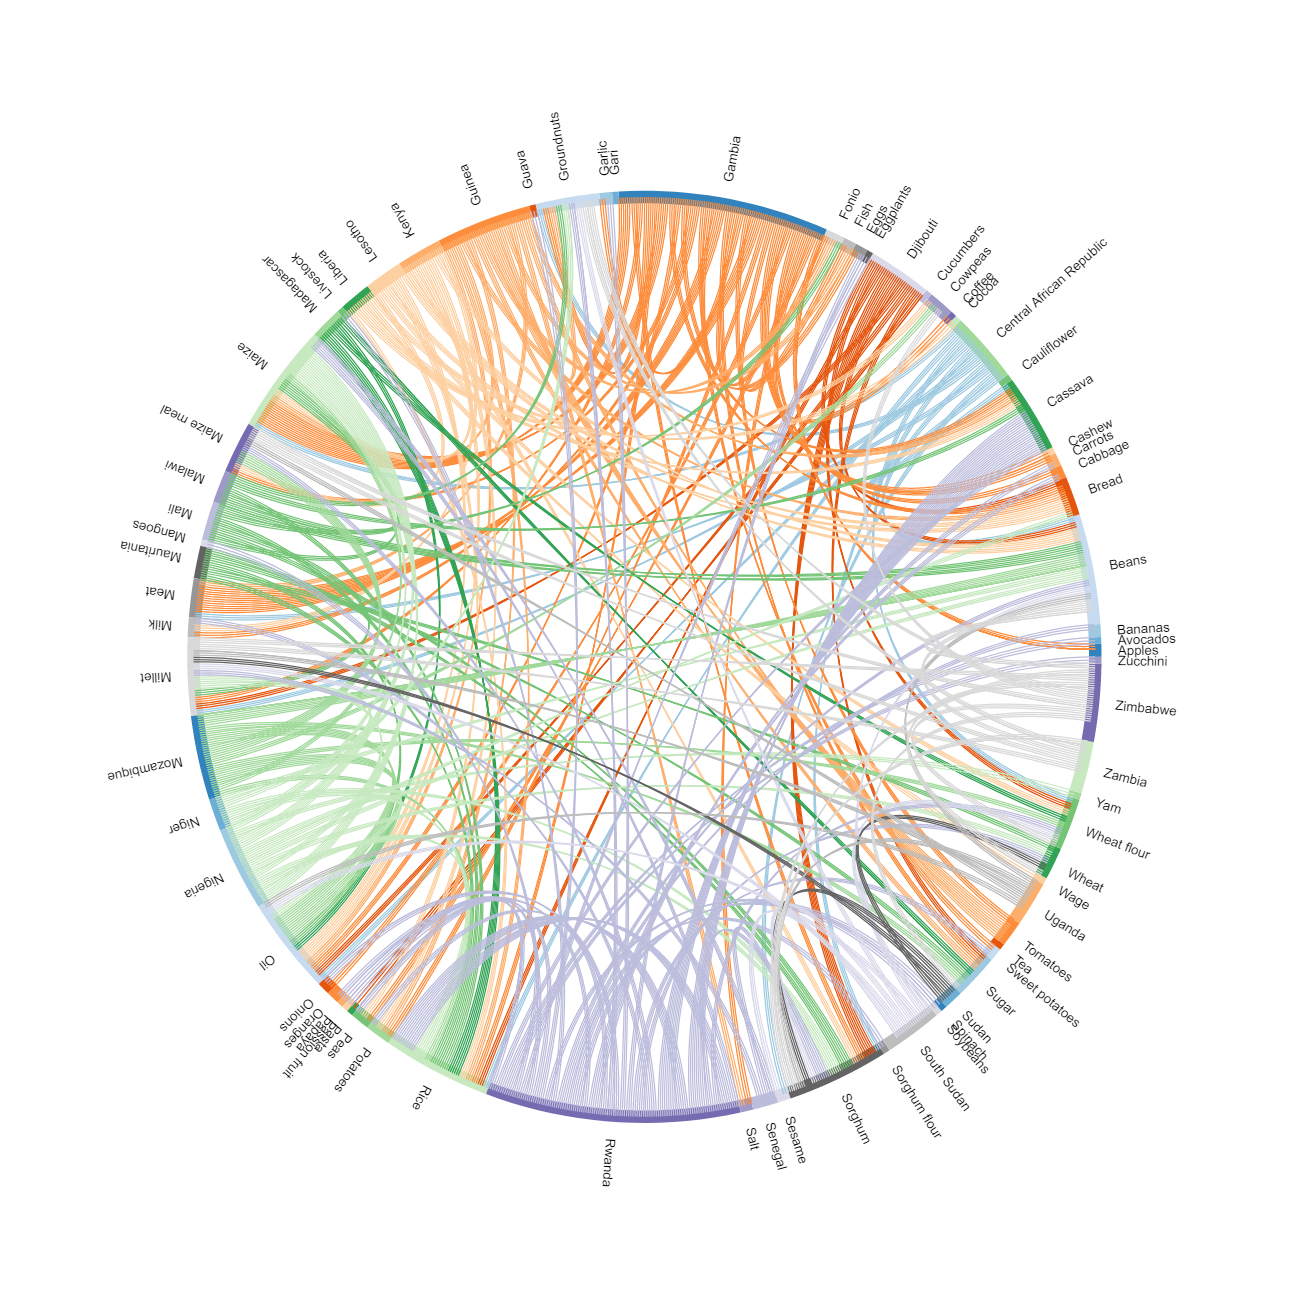 Gambia
Fonio
Fish
Eggs
Eggplants
Djibouti
Cucumbers
Cowpeas
Coffee
Cocoa
Central African Republic
Cauliflower
Cassava
Cashew
Carrots
Cabbage
Bread
Beans
Bananas
Avocados
Apples
Zucchini
Zimbabwe
Zambia
Yam
Wheat flour
Wheat
Wage
Uganda
Tomatoes
Tea
Sweet potatoes
Sugar
Sudan
Spinach
Soybeans
South Sudan
Sorghum flour
Sorghum
Sesame
Senegal
Salt
Rwanda
Rice
Potatoes
Peas
Pasta
fruit
Oranges
Onions
Oil
Nigeria
Niger
Mozambique
Millet
Milk
Meat
Mauritania
Mangoes
Mali
Malawi
Maize meal
Maize
Madagascar
Livestock
Liberia
Lesotho
Kenya
Guinea
Guava
Groundnuts
Garlic
Gari